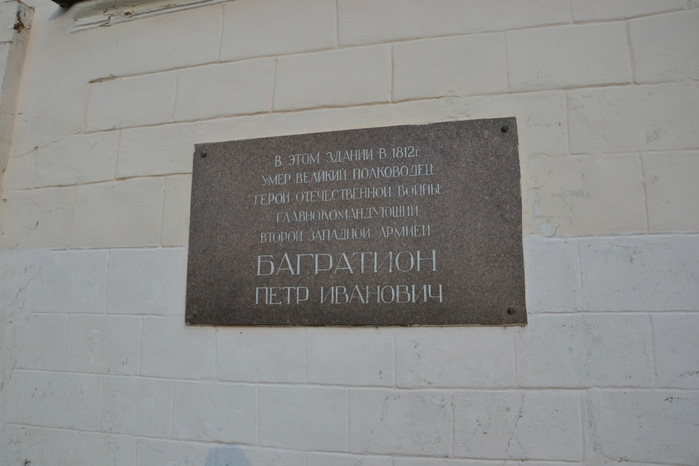 В ЭТОМ ЗДАНИИ В 1812г.
УМЕР ВЕЛИКИЙ ПОЛКОВОДЕЦ
ГЕРОЙ ОТЕЧЕСТВЕННОЙ ВОЙНЫ
ГЛАВНОКОМАНДУЮЩИЙ
ВТОРОЙ ЗАПАДНОЙ АРМИЕЙ
БАГРАТИОН
ПЕТР ИВАНОВИЧ